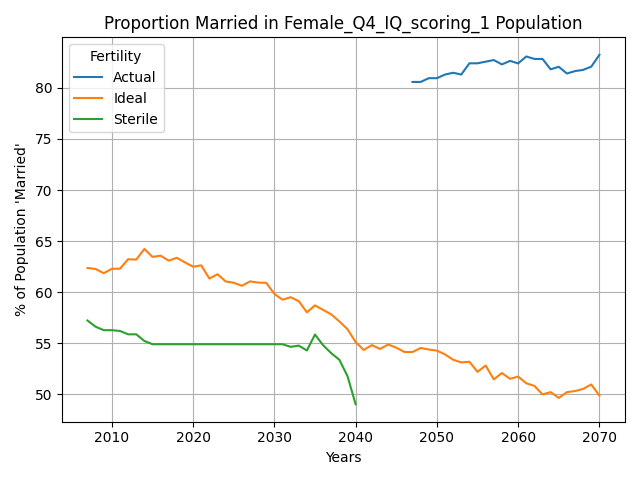 Proportion Married in Female_Q4_IQ_scoring_1 Population
Fertility
Actual
Ideal
Sterile
% of Population 'Married'
80
75
70
65
60
55
50
2010
2020
2030
2040
2050
2060
2070
Years